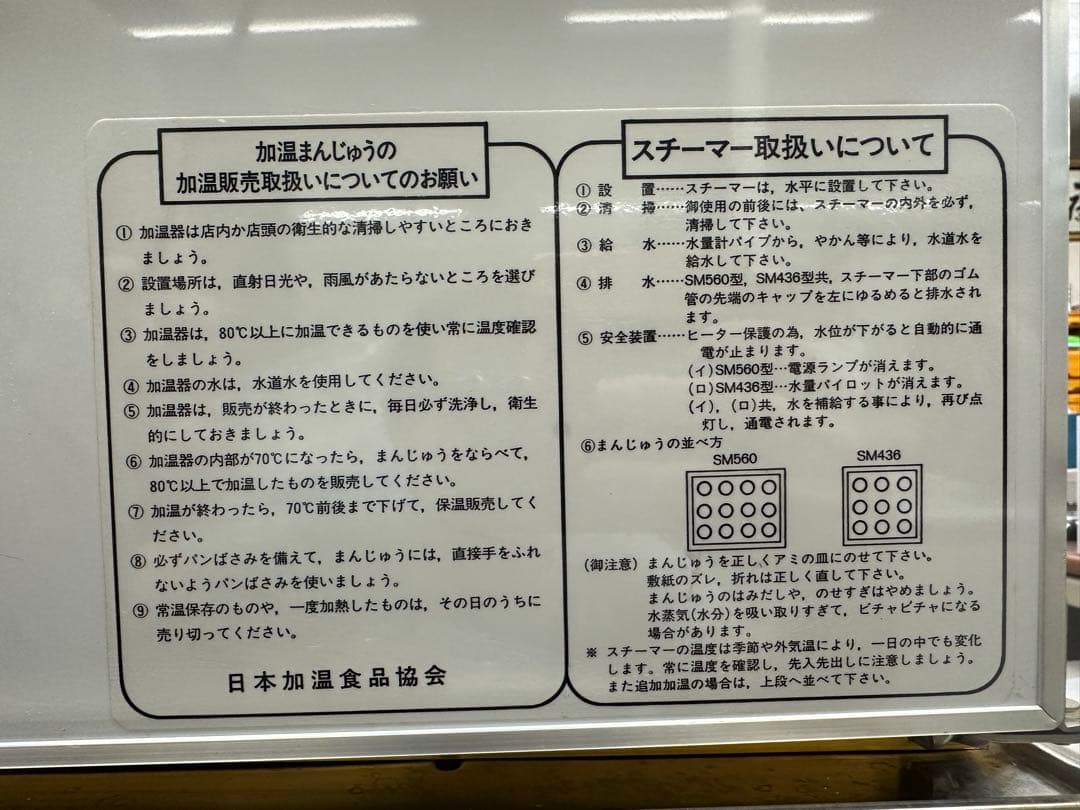 加温まんじゅうの
加温販売取扱いについてのお願い
① 加温器は店内か店頭の衛生的な清掃しやすいところにおき
ましょう。
② 設置場所は，直射日光や，雨風があたらないところを選び
ましょう。
③ 加温器は，80℃以上に加温できるものを使い常に温度確認
をしましょう。
④ 加温器の水は，水道水を使用してください。
⑤ 加温器は，販売が終わったときに，毎日必ず洗浄し，衛生
的にしておきましょう。
⑥ 加温器の内部が70℃になったら，まんじゅうをならべて，
80℃以上で加温したものを販売してください。
⑦ 加温が終わったら，70℃前後まで下げて，保温販売してく
ださい。
⑧ 必ずパンばさみを備えて，まんじゅうには，直接手をふれ
ないようパンばさみを使いましょう。
⑨ 常温保存のものや，一度加熱したものは，その日のうちに
売り切ってください。
日本加温食品協会
スチーマー取扱いについて
① 設　置……スチーマーは，水平に設置して下さい。
② 清　掃……御使用の前後には，スチーマーの内外を必ず，
清掃して下さい。
③ 給　水……水量計パイプから，やかん等により，水道水を
給水して下さい。
④ 排　水……SM560型，SM436型共，スチーマー下部のゴム
管の先端のキャップを左にゆるめると排水され
ます。
⑤ 安全装置……ヒーター保護の為，水位が下がると自動的に通
電が止まります。
(イ)SM560型…電源ランプが消えます。
(ロ)SM436型…水量パイロットが消えます。
(イ)，(ロ)共，水を補給する事により，再び点
灯し，通電されます。
⑥まんじゅうの並べ方
SM560 SM436
(御注意) まんじゅうを正しくアミの皿にのせて下さい。
敷紙のズレ，折れは正しく直して下さい。
まんじゅうのはみだしや，のせすぎはやめましょう。
水蒸気(水分)を吸い取りすぎて，ビチャビチャになる
場合があります。
※ スチーマーの温度は季節や外気温により，一日の中でも変化
します。常に温度を確認し，先入先出しに注意しましょう。
また追加加温の場合は，上段へ並べて下さい。